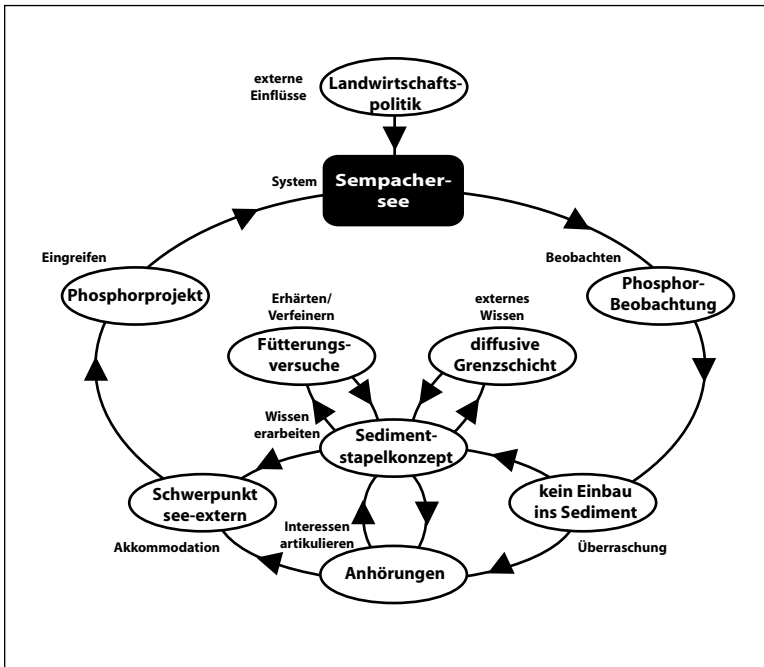 externe
Einflüsse
Landwirtschafts-
politik
System
Sempacher-
see
Eingreifen
Phosphorprojekt
Beobachten
Phosphor-
Beobachtung
Erhärten/
Verfeinern
Fütterungs-
versuche
externes
Wissen
diffusive
Grenzschicht
Wissen
erarbeiten
Sediment-
stapelkonzept
Schwerpunkt
see-extern
Akkommodation
kein Einbau
ins Sediment
Überraschung
Interessen
artikulieren
Anhörungen